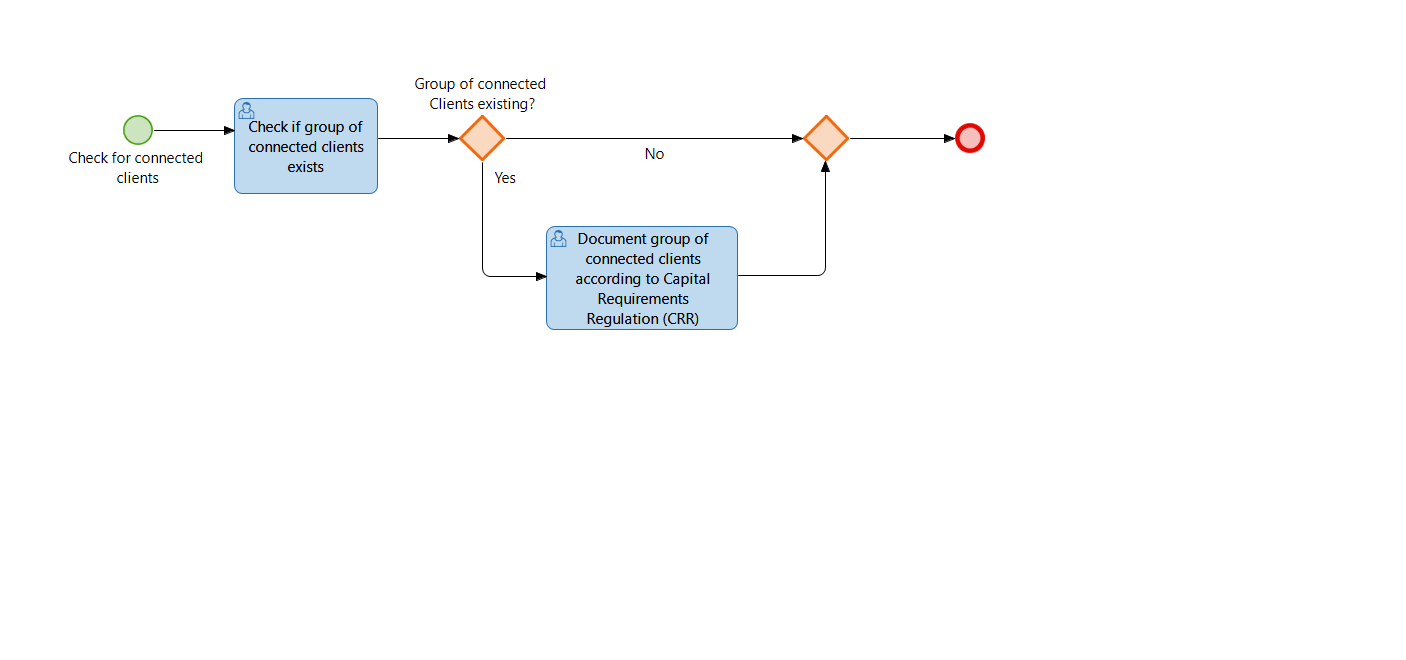 Check for connected
clients
Check if group of
connected clients
exists
Group of connected
Clients existing?
No
Yes
Document group of
connected clients
according to Capital
Requirements
Regulation (CRR)